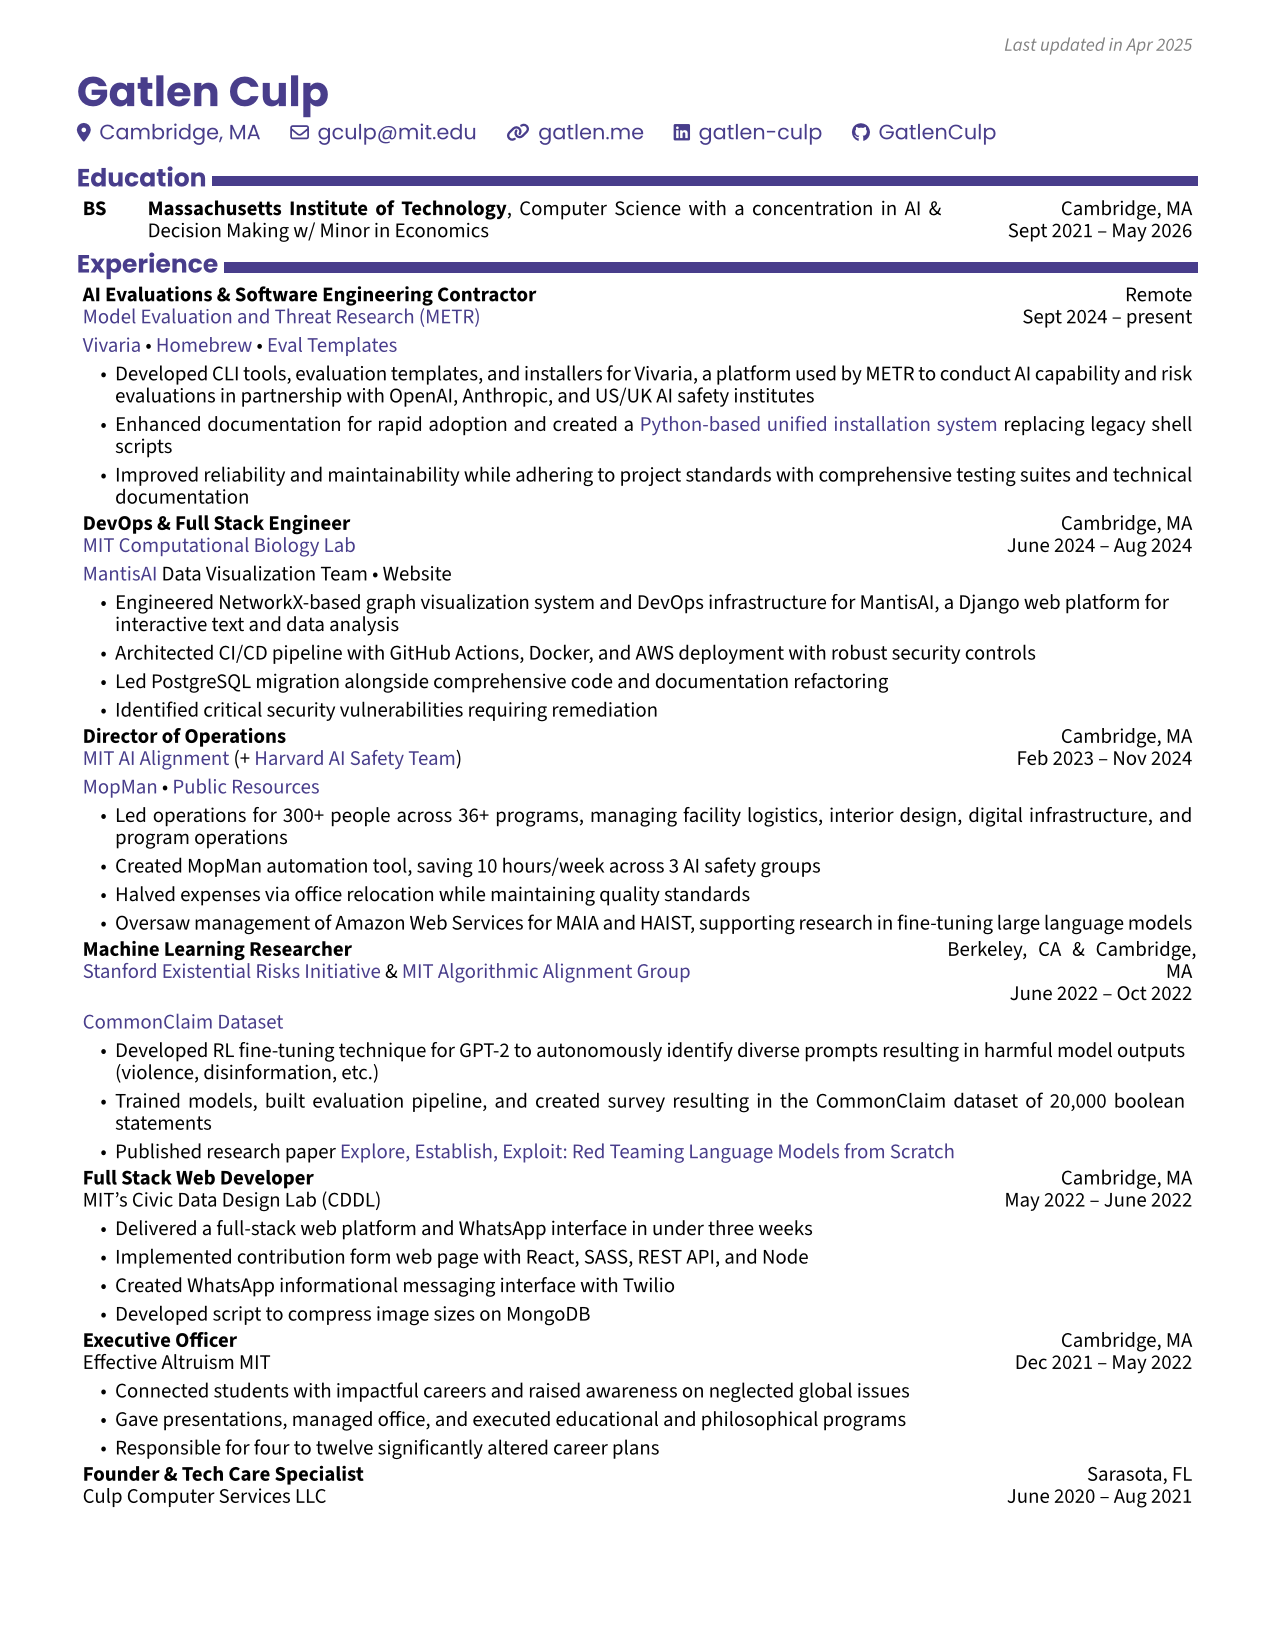 Last updated in Apr 2025
Gatlen Culp
Cambridge, MA gculp@mit.edu gatlen.me gatlen-culp GatlenCulp
Education
BS Massachusetts Institute of Technology, Computer Science with a concentration in AI & Cambridge, MA
Decision Making w/ Minor in Economics Sept 2021 – May 2026
Experience
AI Evaluations & Software Engineering Contractor Remote
Model Evaluation and Threat Research (METR) Sept 2024 – present
Vivaria • Homebrew • Eval Templates
• Developed CLI tools, evaluation templates, and installers for Vivaria, a platform used by METR to conduct AI capability and risk
evaluations in partnership with OpenAI, Anthropic, and US/UK AI safety institutes
• Enhanced documentation for rapid adoption and created a Python-based unified installation system replacing legacy shell
scripts
• Improved reliability and maintainability while adhering to project standards with comprehensive testing suites and technical
documentation
DevOps & Full Stack Engineer Cambridge, MA
MIT Computational Biology Lab June 2024 – Aug 2024
MantisAI Data Visualization Team • Website
• Engineered NetworkX-based graph visualization system and DevOps infrastructure for MantisAI, a Django web platform for
interactive text and data analysis
• Architected CI/CD pipeline with GitHub Actions, Docker, and AWS deployment with robust security controls
• Led PostgreSQL migration alongside comprehensive code and documentation refactoring
• Identified critical security vulnerabilities requiring remediation
Director of Operations Cambridge, MA
MIT AI Alignment (+ Harvard AI Safety Team) Feb 2023 – Nov 2024
MopMan • Public Resources
• Led operations for 300+ people across 36+ programs, managing facility logistics, interior design, digital infrastructure, and
program operations
• Created MopMan automation tool, saving 10 hours/week across 3 AI safety groups
• Halved expenses via office relocation while maintaining quality standards
• Oversaw management of Amazon Web Services for MAIA and HAIST, supporting research in fine-tuning large language models
Machine Learning Researcher Berkeley, CA & Cambridge,
Stanford Existential Risks Initiative & MIT Algorithmic Alignment Group MA
June 2022 – Oct 2022
CommonClaim Dataset
• Developed RL fine-tuning technique for GPT-2 to autonomously identify diverse prompts resulting in harmful model outputs
(violence, disinformation, etc.)
• Trained models, built evaluation pipeline, and created survey resulting in the CommonClaim dataset of 20,000 boolean
statements
• Published research paper Explore, Establish, Exploit: Red Teaming Language Models from Scratch
Full Stack Web Developer Cambridge, MA
MIT’s Civic Data Design Lab (CDDL) May 2022 – June 2022
• Delivered a full-stack web platform and WhatsApp interface in under three weeks
• Implemented contribution form web page with React, SASS, REST API, and Node
• Created WhatsApp informational messaging interface with Twilio
• Developed script to compress image sizes on MongoDB
Executive Officer Cambridge, MA
Effective Altruism MIT Dec 2021 – May 2022
• Connected students with impactful careers and raised awareness on neglected global issues
• Gave presentations, managed office, and executed educational and philosophical programs
• Responsible for four to twelve significantly altered career plans
Founder & Tech Care Specialist Sarasota, FL
Culp Computer Services LLC June 2020 – Aug 2021